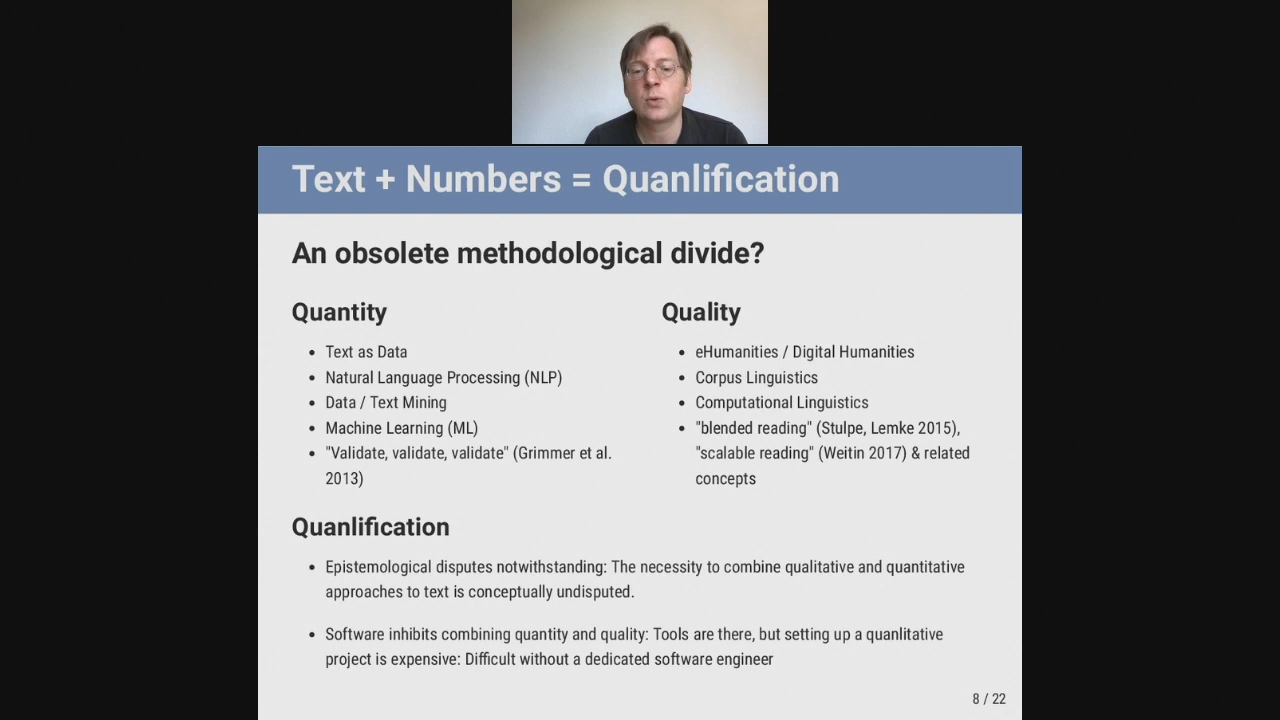 Text + Numbers = Quanlification
An obsolete methodological divide?
Quantity
• Text as Data
• Natural Language Processing (NLP)
• Data / Text Mining
• Machine Learning (ML)
• "Validate, validate, validate" (Grimmer et al.
2013)
Quality
• eHumanities / Digital Humanities
• Corpus Linguistics
• Computational Linguistics
• "blended reading" (Stulpe, Lemke 2015),
"scalable reading" (Weitin 2017) & related
concepts
Quanlification
• Epistemological disputes notwithstanding: The necessity to combine qualitative and quantitative
approaches to text is conceptually undisputed.
• Software inhibits combining quantity and quality: Tools are there, but setting up a quanlitative
project is expensive: Difficult without a dedicated software engineer
8 / 22